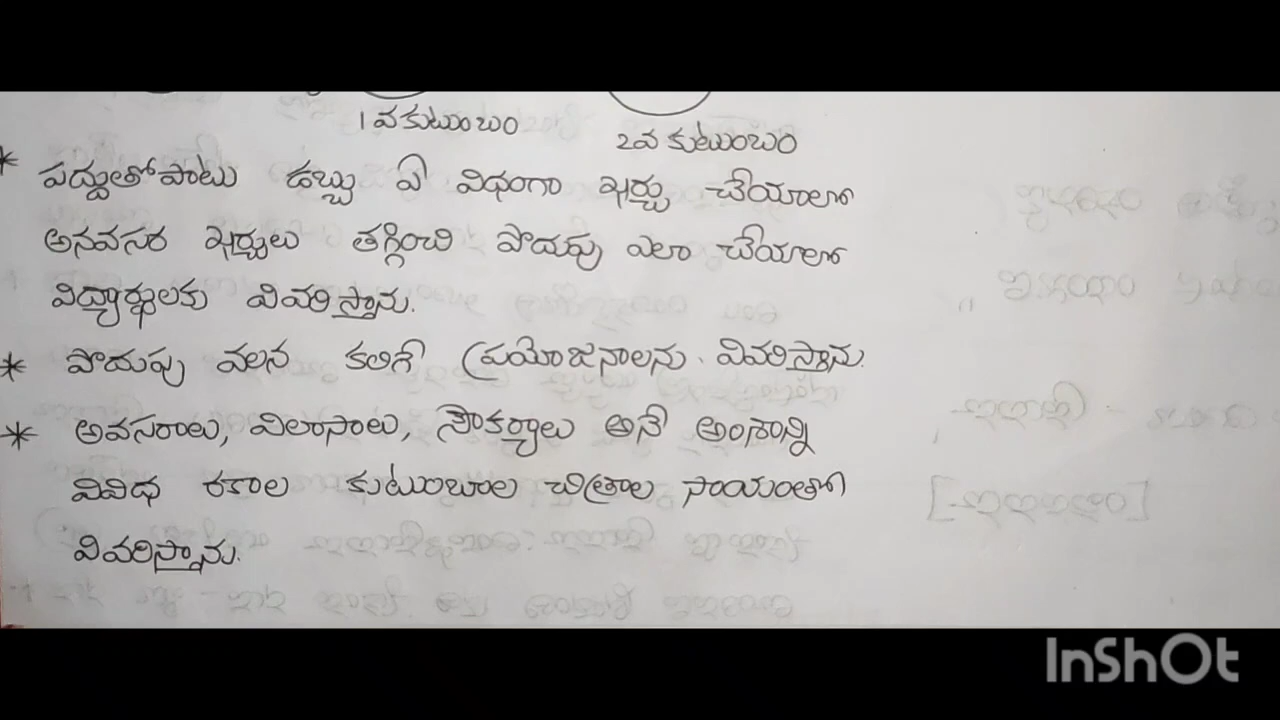 1వ కుటుంబం
2వ కుటుంబం
* పద్దుతోపాటు డబ్బు ఏ విధంగా ఖర్చు చేయాలో
అనవసర ఖర్చులు తగ్గించి పొదుపు ఎలా చేయాలో
విద్యార్థులకు వివరిస్తాను.
* పొదుపు వలన కలిగే ప్రయోజనాలను వివరిస్తాను.
* అవసరాలు, విలాసాలు, సౌకర్యాలు అనే అంశాన్ని
వివిధ రకాల కుటుంబాల చిత్రాల సాయంతో
వివరిస్తాను.
InShOt